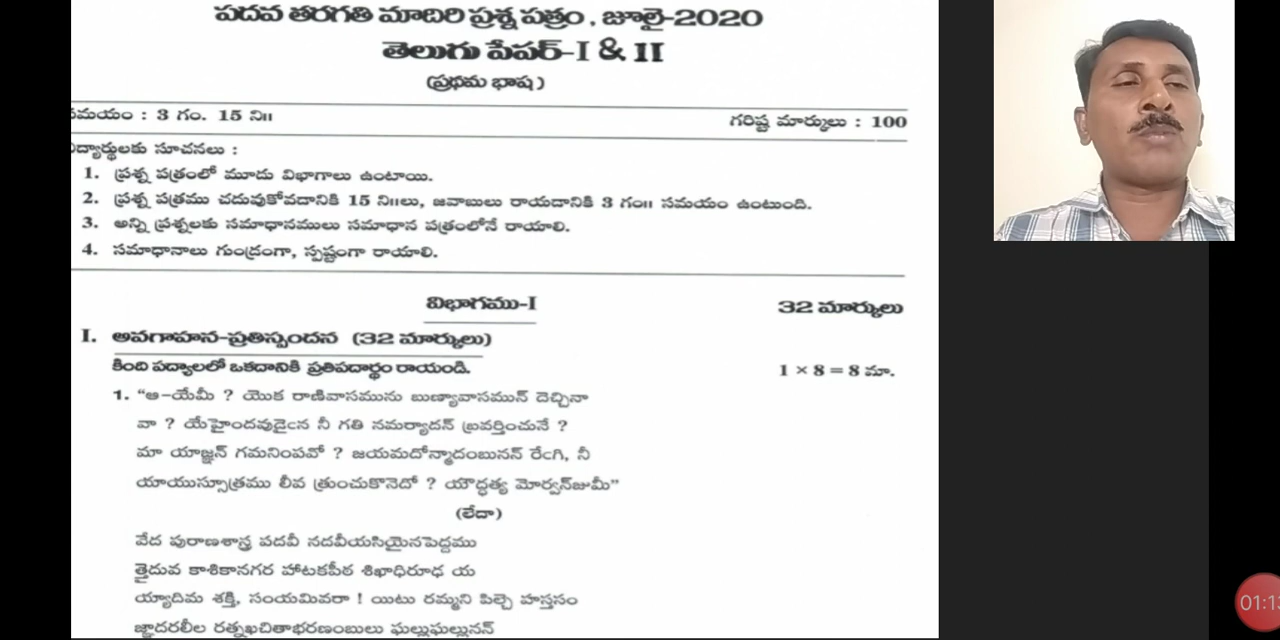 పదవ తరగతి మాదిరి ప్రశ్న పత్రం, జూలై-2020
తెలుగు పేపర్-I & II
(ప్రథమ భాష)
సమయం : 3 గం. 15 ని॥
గరిష్ట మార్కులు : 100
విద్యార్థులకు సూచనలు :
1. ప్రశ్న పత్రంలో మూడు విభాగాలు ఉంటాయి.
2. ప్రశ్న పత్రము చదువుకోవడానికి 15 ని॥లు, జవాబులు రాయడానికి 3 గం॥ సమయం ఉంటుంది.
3. అన్ని ప్రశ్నలకు సమాధానములు సమాధాన పత్రంలోనే రాయాలి.
4. సమాధానాలు గుండ్రంగా, స్పష్టంగా రాయాలి.
విభాగము-I
32 మార్కులు
I. అవగాహన-ప్రతిస్పందన (32 మార్కులు)
కింది పద్యాలలో ఒకదానికి ప్రతిపదార్థం రాయండి.
1 × 8 = 8 మా.
1. "ఆ-యేమీ ? యొక రాణివాసమును బుణ్యావాసమున్ దెచ్చినా
వా ? యేహైందవుడైఁన నీ గతి నమర్యాదన్ బ్రవర్తించునే ?
మా యాజ్ఞన్ గమనింపవో ? జయమదోన్మాదంబునన్ రేఁగి, నీ
యాయుస్సూత్రము లీవ త్రుంచుకొనెదో ? యౌద్ధత్య మోర్వన్‌జుమీ"
(లేదా)
వేద పురాణశాస్త్ర పదవీ నదవీయసియైనపెద్దము
త్తైదువ కాశికానగర హాటకపీఠ శిఖాధిరూఢ య
య్యాదిమ శక్తి, సంయమివరా ! యిటు రమ్మని పిల్చె హస్తసం
జ్ఞాదరలీల రత్నఖచితాభరణంబులు ఘల్లుఘల్లునన్
01:13